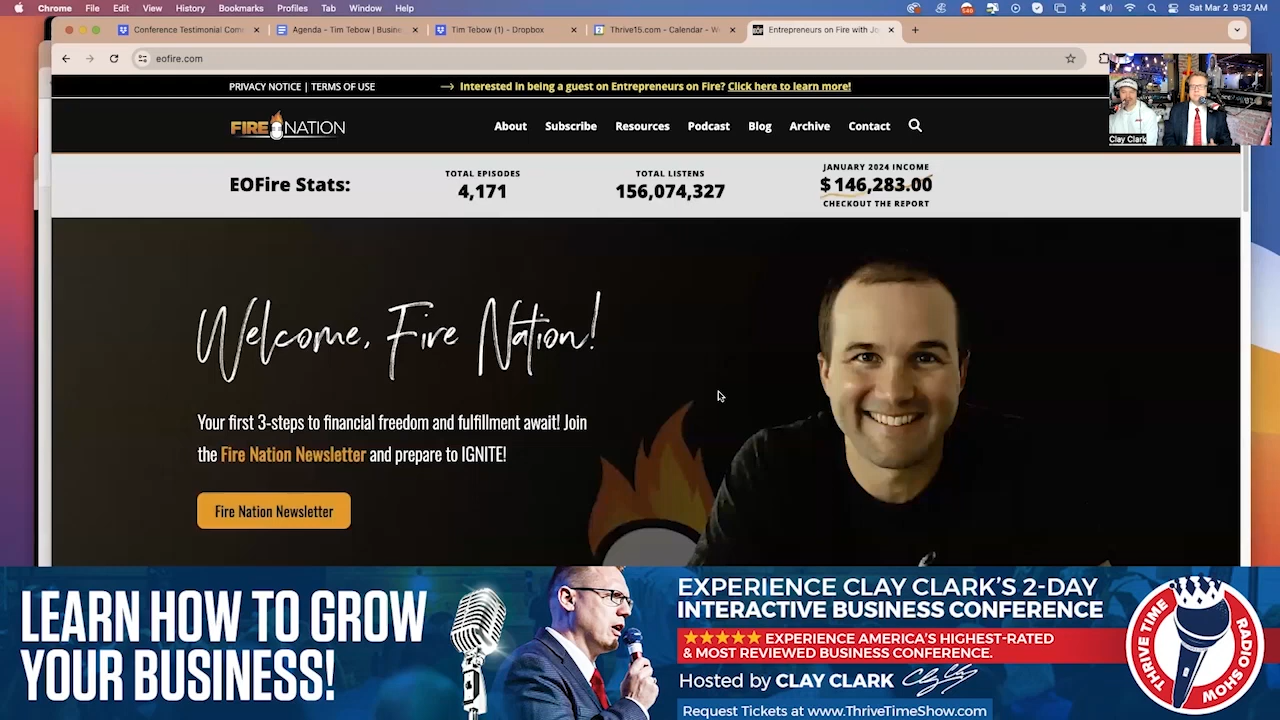 Chrome File Edit View History Bookmarks Profiles Tab Window Help
Sat Mar 2 9:32 AM
Conference Testimonial Com
Agenda - Tim Tebow | Busine
Tim Tebow (1) - Dropbox
Thrive15.com - Calendar - W
Entrepreneurs on Fire with Jo
eofire.com
PRIVACY NOTICE | TERMS OF USE
Interested in being a guest on Entrepreneurs on Fire? Click here to learn more!
FIRE NATION
About Subscribe Resources Podcast Blog Archive Contact
Clay Clark
EOFire Stats:
TOTAL EPISODES
4,171
TOTAL LISTENS
156,074,327
JANUARY 2024 INCOME
$146,283.00
CHECKOUT THE REPORT
Welcome, Fire Nation!
Your first 3-steps to financial freedom and fulfillment await! Join
the Fire Nation Newsletter and prepare to IGNITE!
Fire Nation Newsletter
LEARN HOW TO GROW
YOUR BUSINESS!
EXPERIENCE CLAY CLARK'S 2-DAY
INTERACTIVE BUSINESS CONFERENCE
★★★★★ EXPERIENCE AMERICA'S HIGHEST-RATED
& MOST REVIEWED BUSINESS CONFERENCE.
Hosted by CLAY CLARK
Request Tickets at www.ThriveTimeShow.com
THRIVE TIME
RADIO SHOW